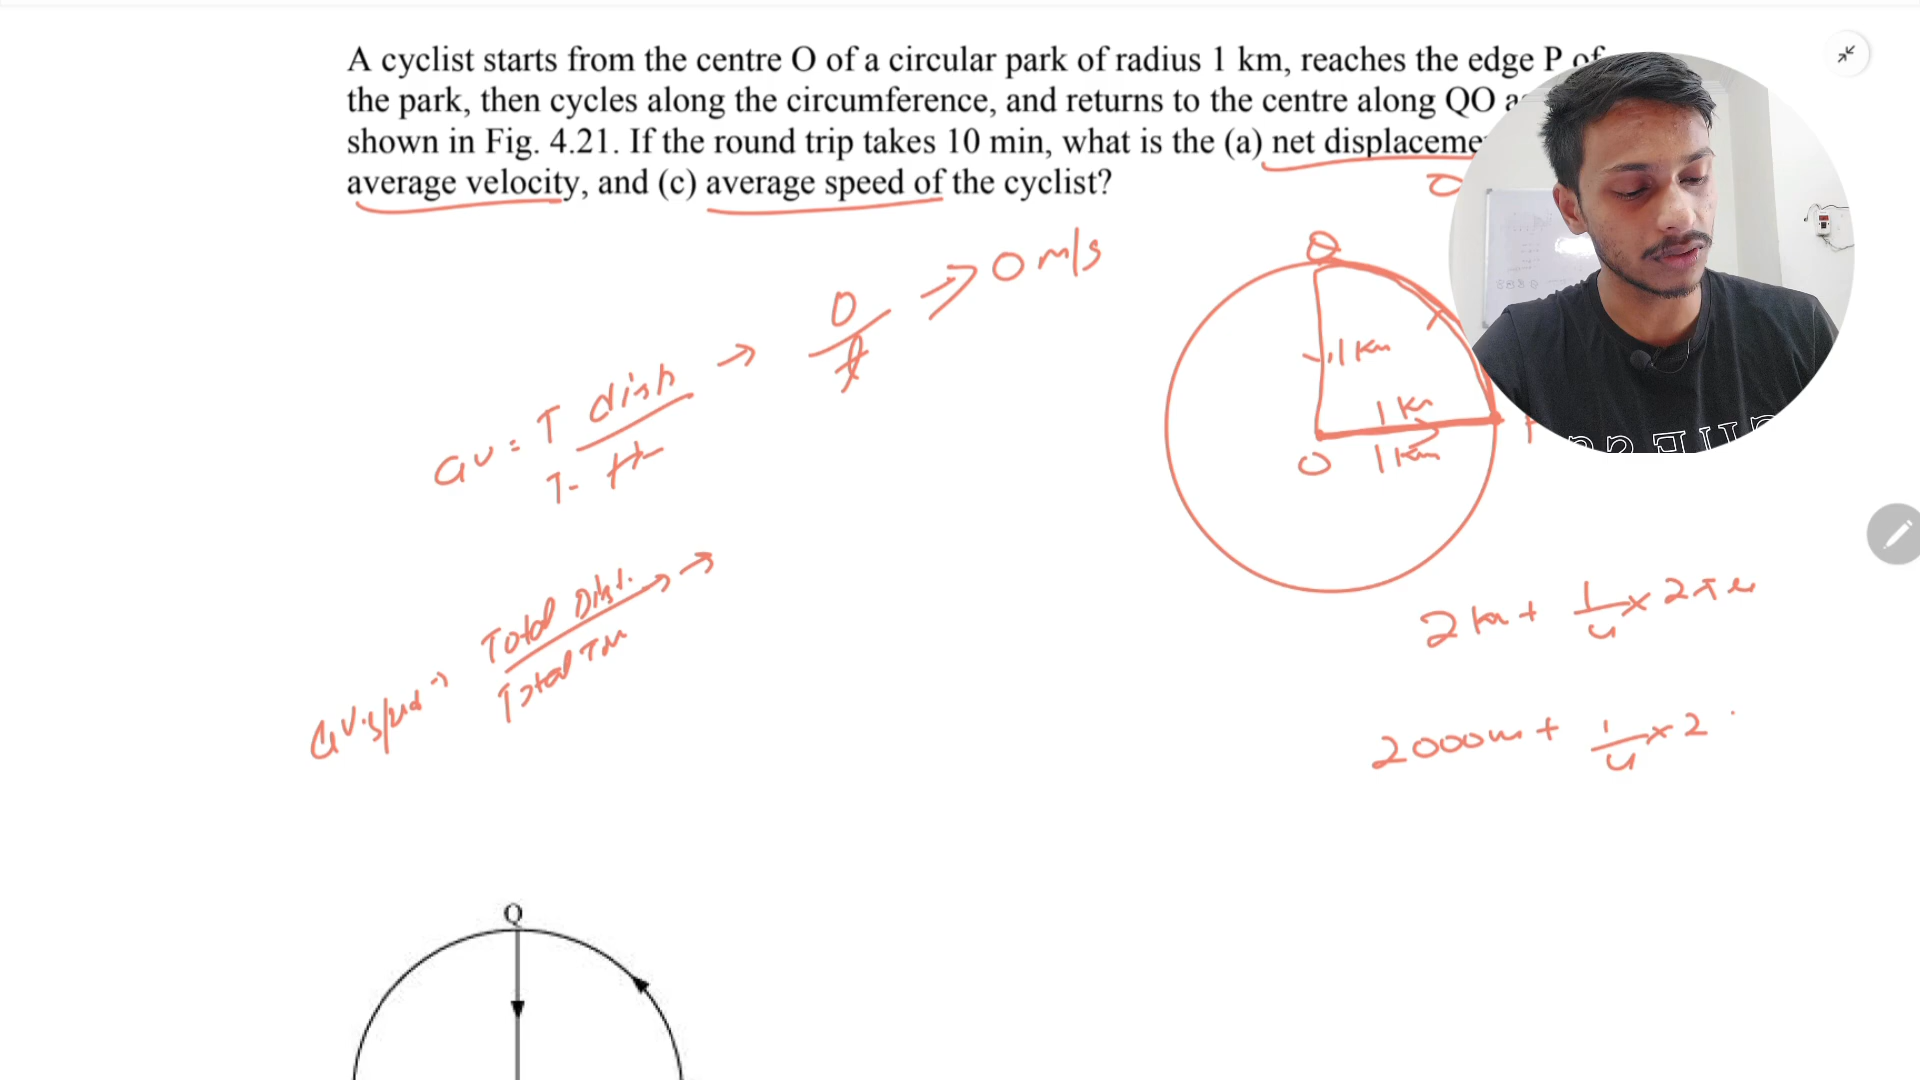 A cyclist starts from the centre O of a circular park of radius 1 km, reaches the edge P of
the park, then cycles along the circumference, and returns to the centre along QO a
shown in Fig. 4.21. If the round trip takes 10 min, what is the (a) net displaceme
average velocity, and (c) average speed of the cyclist?
O
Q
0 m/s
0
t
T dish
av =
T-
1 Km
1 Km
O 1 Km
2 km + 1/4 × 2πr
Total Dist.
Total TM
2000m + 1/4 × 2
Q